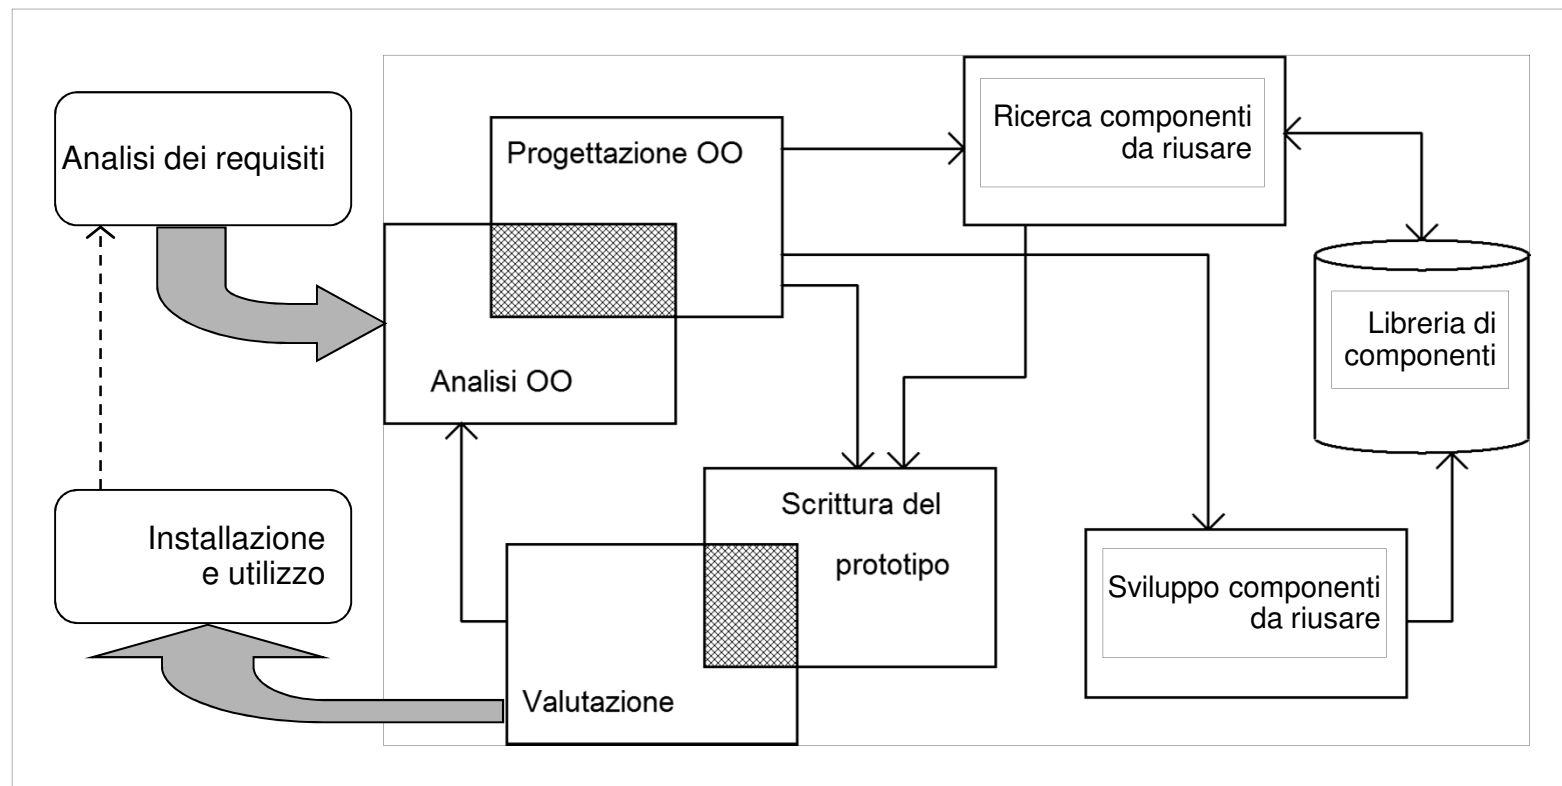 Analisi dei requisiti
Progettazione OO
Ricerca componenti
da riusare
Analisi OO
Libreria di
componenti
Installazione
e utilizzo
Scrittura del
prototipo
Sviluppo componenti
da riusare
Valutazione